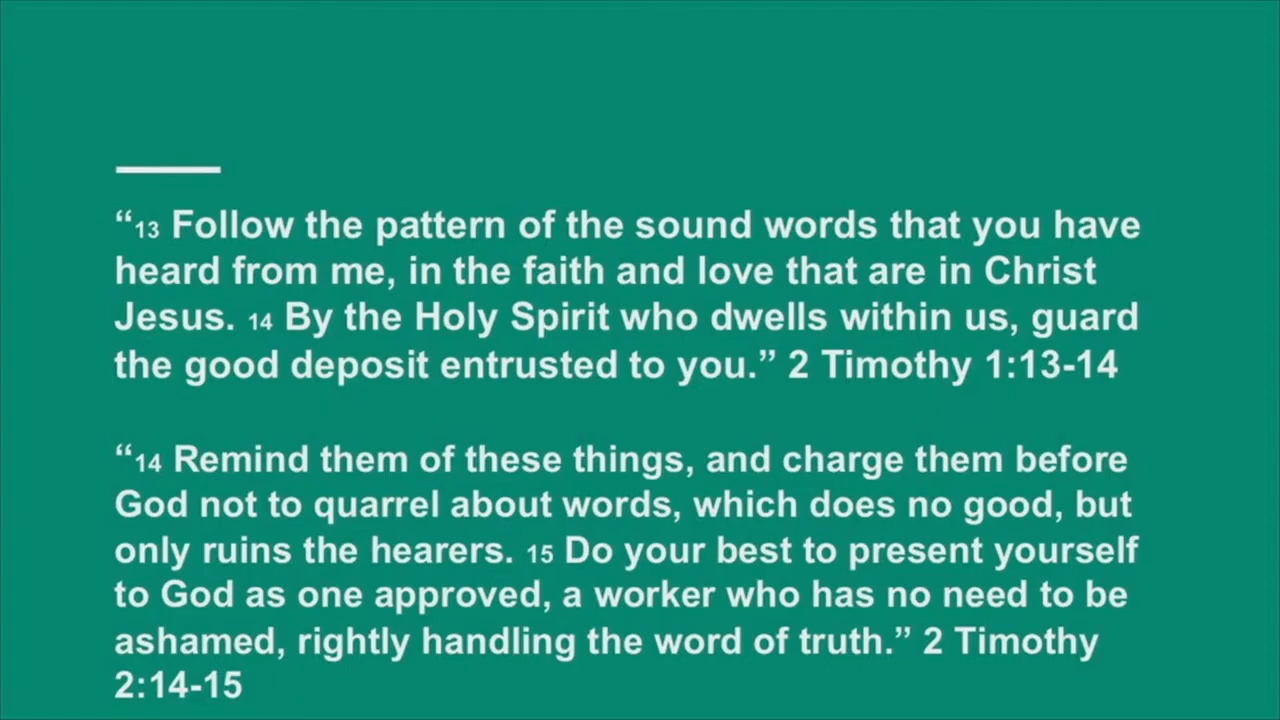 “13 Follow the pattern of the sound words that you have
heard from me, in the faith and love that are in Christ
Jesus. 14 By the Holy Spirit who dwells within us, guard
the good deposit entrusted to you.” 2 Timothy 1:13-14
“14 Remind them of these things, and charge them before
God not to quarrel about words, which does no good, but
only ruins the hearers. 15 Do your best to present yourself
to God as one approved, a worker who has no need to be
ashamed, rightly handling the word of truth.” 2 Timothy
2:14-15